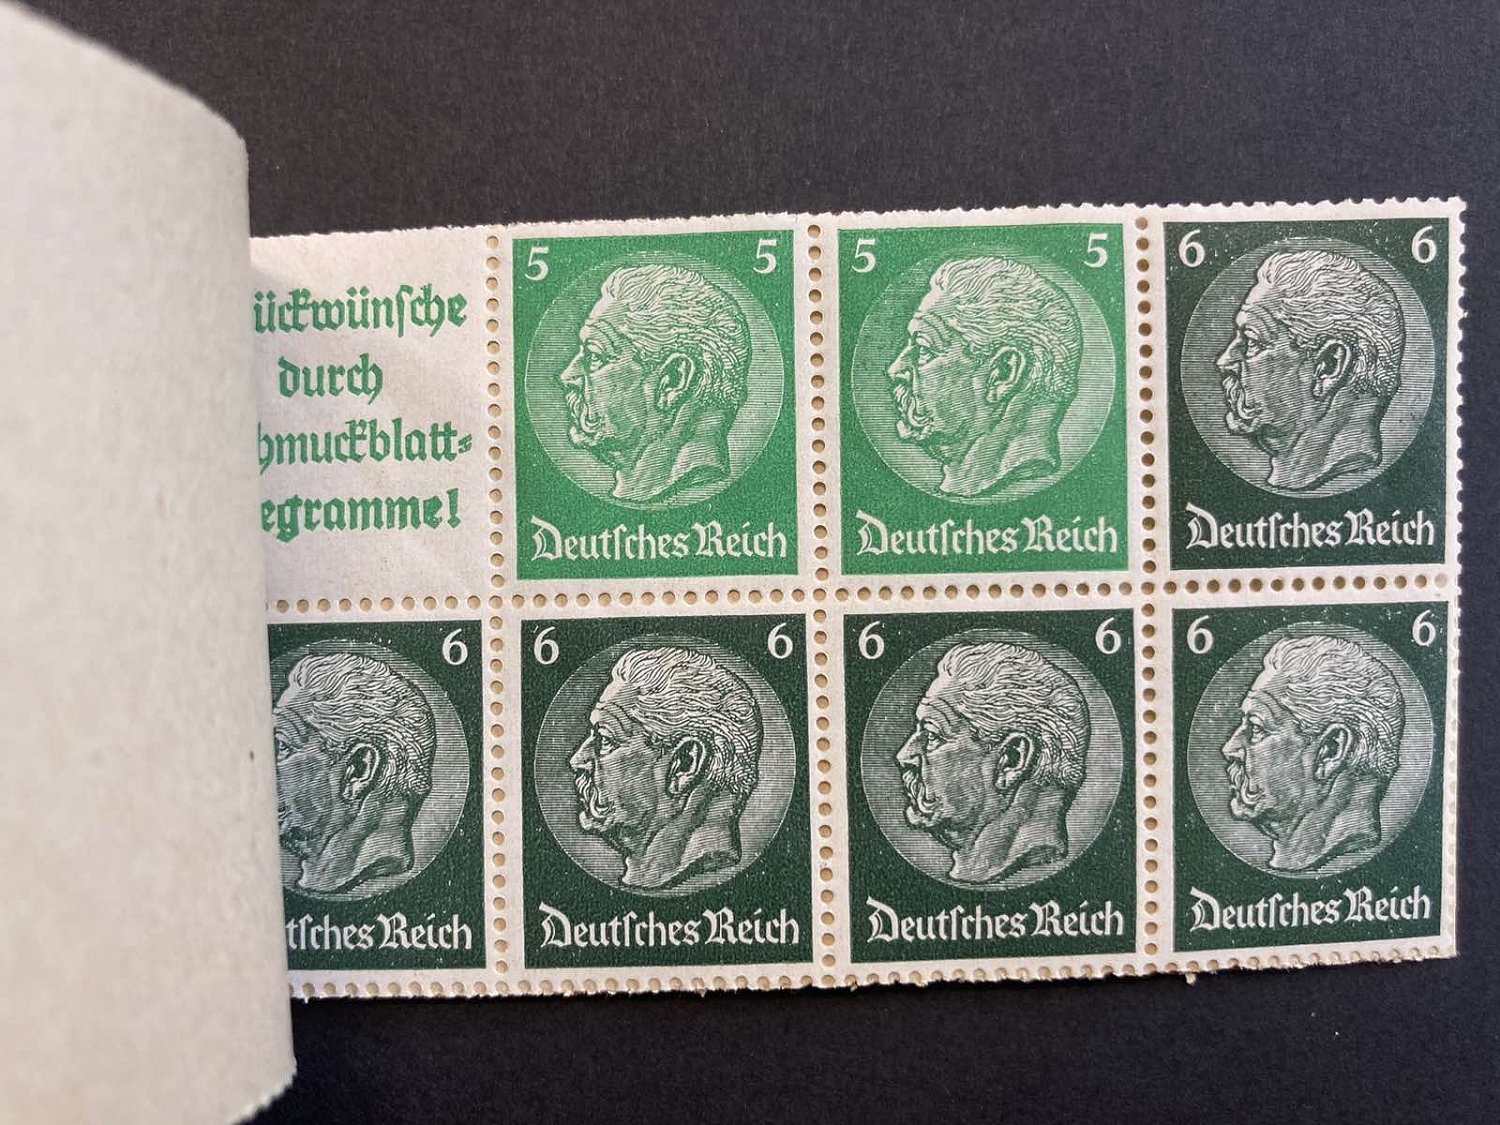 ückwünsche
durch
hmuckblatt=
egramme!
5 5
Deutsches Reich
5 5
Deutsches Reich
6 6
Deutsches Reich
6
tsches Reich
6 6
Deutsches Reich
6 6
Deutsches Reich
6 6
Deutsches Reich